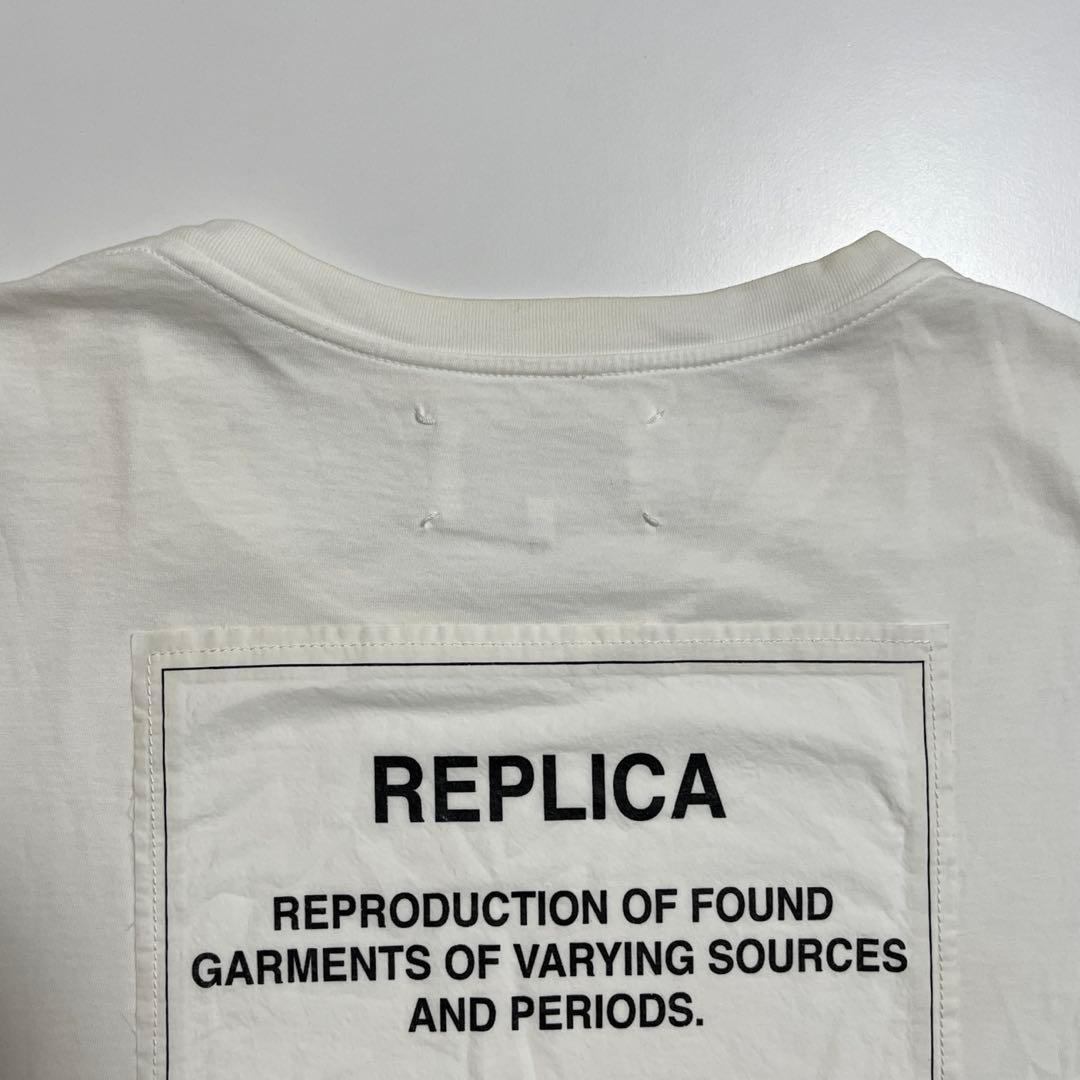 REPLICA
REPRODUCTION OF FOUND
GARMENTS OF VARYING SOURCES
AND PERIODS.